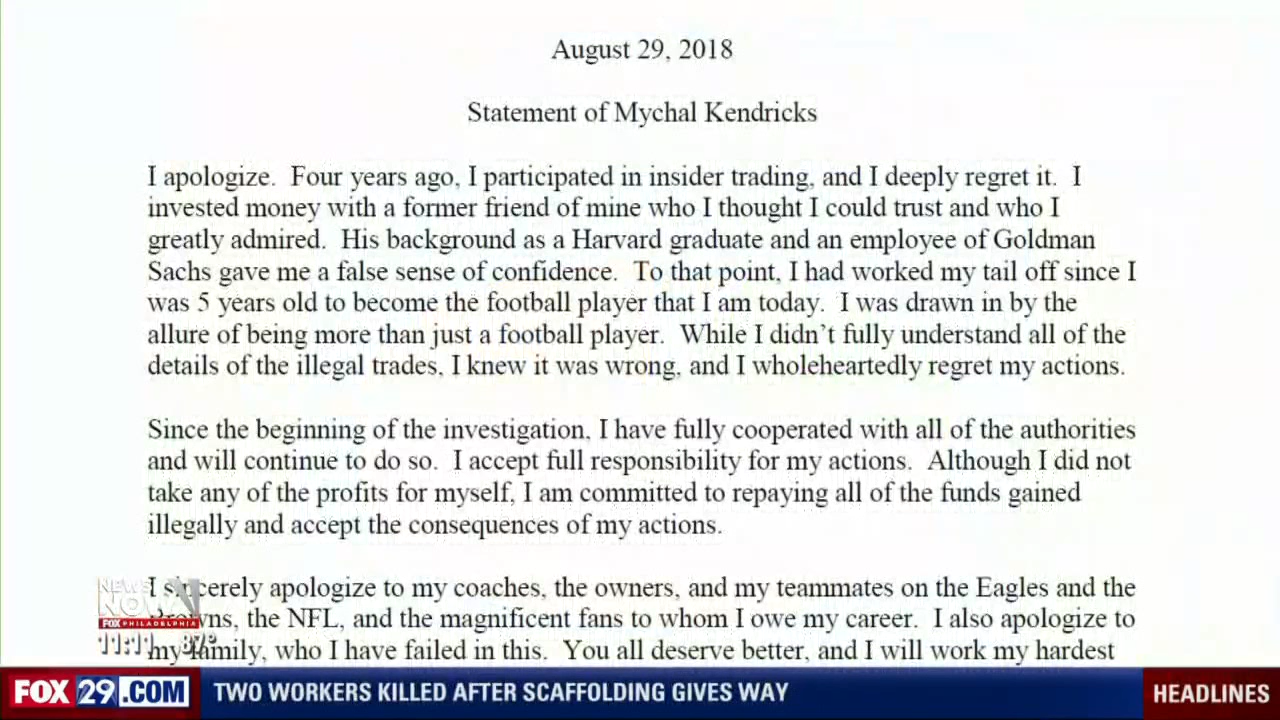 August 29, 2018
Statement of Mychal Kendricks
I apologize. Four years ago, I participated in insider trading, and I deeply regret it. I
invested money with a former friend of mine who I thought I could trust and who I
greatly admired. His background as a Harvard graduate and an employee of Goldman
Sachs gave me a false sense of confidence. To that point, I had worked my tail off since I
was 5 years old to become the football player that I am today. I was drawn in by the
allure of being more than just a football player. While I didn't fully understand all of the
details of the illegal trades, I knew it was wrong, and I wholeheartedly regret my actions.
Since the beginning of the investigation, I have fully cooperated with all of the authorities
and will continue to do so. I accept full responsibility for my actions. Although I did not
take any of the profits for myself, I am committed to repaying all of the funds gained
illegally and accept the consequences of my actions.
I sincerely apologize to my coaches, the owners, and my teammates on the Eagles and the
Browns, the NFL, and the magnificent fans to whom I owe my career. I also apologize to
my family, who I have failed in this. You all deserve better, and I will work my hardest
NEWS
NOW
FOX PHILADELPHIA
11:11 87°
FOX 29.COM TWO WORKERS KILLED AFTER SCAFFOLDING GIVES WAY HEADLINES